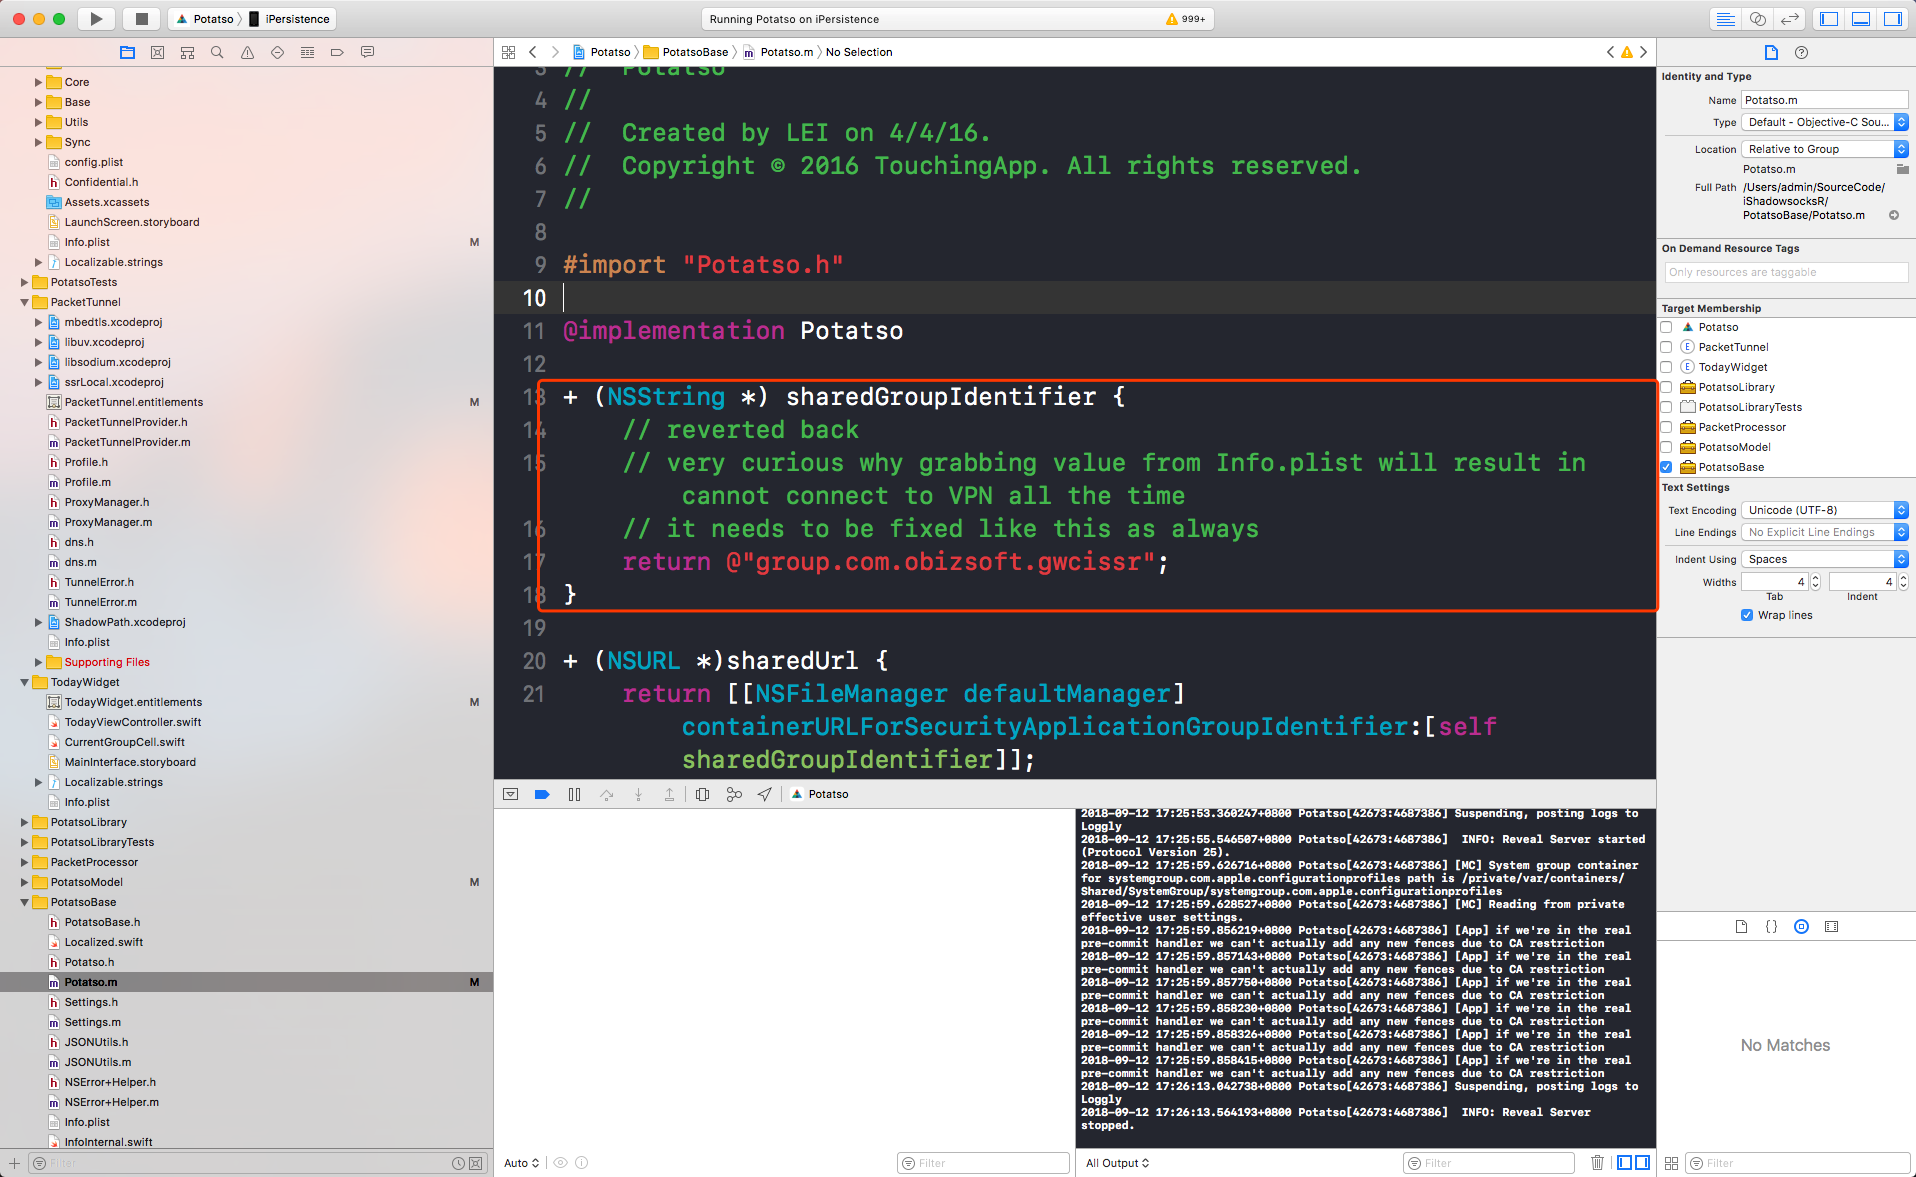 Potatso
iPersistence
Running Potatso on iPersistence
999+
Potatso
PotatsoBase
Potatso.m
No Selection
Core
Base
Utils
Sync
config.plist
Confidential.h
Assets.xcassets
LaunchScreen.storyboard
Info.plist M
Localizable.strings
PotatsoTests
PacketTunnel
mbedtls.xcodeproj
libuv.xcodeproj
libsodium.xcodeproj
ssrLocal.xcodeproj
PacketTunnel.entitlements M
PacketTunnelProvider.h
PacketTunnelProvider.m
Profile.h
Profile.m
ProxyManager.h
ProxyManager.m
dns.h
dns.m
TunnelError.h
TunnelError.m
ShadowPath.xcodeproj
Info.plist
Supporting Files
TodayWidget
TodayWidget.entitlements M
TodayViewController.swift
CurrentGroupCell.swift
MainInterface.storyboard
Localizable.strings
Info.plist
PotatsoLibrary
PotatsoLibraryTests
PacketProcessor
PotatsoModel M
PotatsoBase
PotatsoBase.h
Localized.swift
Potatso.h
Potatso.m M
Settings.h
Settings.m
JSONUtils.h
JSONUtils.m
NSError+Helper.h
NSError+Helper.m
Info.plist
InfoInternal.swift
Filter
3 // Potatso
4 //
5 // Created by LEI on 4/4/16.
6 // Copyright © 2016 TouchingApp. All rights reserved.
7 //
8
9 #import "Potatso.h"
10
11 @implementation Potatso
12
13 + (NSString *) sharedGroupIdentifier {
14 // reverted back
15 // very curious why grabbing value from Info.plist will result in
cannot connect to VPN all the time
16 // it needs to be fixed like this as always
17 return @"group.com.obizsoft.gwcissr";
18 }
19
20 + (NSURL *)sharedUrl {
21 return [[NSFileManager defaultManager]
containerURLForSecurityApplicationGroupIdentifier:[self
sharedGroupIdentifier]];
Potatso
Auto
Filter
2018-09-12 17:25:53.360247+0800 Potatso[42673:4687386] Suspending, posting logs to
Loggly
2018-09-12 17:25:55.546507+0800 Potatso[42673:4687386] INFO: Reveal Server started
(Protocol Version 25).
2018-09-12 17:25:59.626716+0800 Potatso[42673:4687386] [MC] System group container
for systemgroup.com.apple.configurationprofiles path is /private/var/containers/
Shared/SystemGroup/systemgroup.com.apple.configurationprofiles
2018-09-12 17:25:59.628527+0800 Potatso[42673:4687386] [MC] Reading from private
effective user settings.
2018-09-12 17:25:59.856219+0800 Potatso[42673:4687386] [App] if we're in the real
pre-commit handler we can't actually add any new fences due to CA restriction
2018-09-12 17:25:59.857143+0800 Potatso[42673:4687386] [App] if we're in the real
pre-commit handler we can't actually add any new fences due to CA restriction
2018-09-12 17:25:59.857750+0800 Potatso[42673:4687386] [App] if we're in the real
pre-commit handler we can't actually add any new fences due to CA restriction
2018-09-12 17:25:59.858230+0800 Potatso[42673:4687386] [App] if we're in the real
pre-commit handler we can't actually add any new fences due to CA restriction
2018-09-12 17:25:59.858326+0800 Potatso[42673:4687386] [App] if we're in the real
pre-commit handler we can't actually add any new fences due to CA restriction
2018-09-12 17:25:59.858415+0800 Potatso[42673:4687386] [App] if we're in the real
pre-commit handler we can't actually add any new fences due to CA restriction
2018-09-12 17:26:13.042738+0800 Potatso[42673:4687386] Suspending, posting logs to
Loggly
2018-09-12 17:26:13.564193+0800 Potatso[42673:4687386] INFO: Reveal Server
stopped.
All Output
Filter
Identity and Type
Name Potatso.m
Type Default - Objective-C Sou...
Location Relative to Group
Potatso.m
Full Path /Users/admin/SourceCode/
iShadowsocksR/
PotatsoBase/Potatso.m
On Demand Resource Tags
Only resources are taggable
Target Membership
Potatso
E PacketTunnel
E TodayWidget
PotatsoLibrary
PotatsoLibraryTests
PacketProcessor
PotatsoModel
PotatsoBase
Text Settings
Text Encoding Unicode (UTF-8)
Line Endings No Explicit Line Endings
Indent Using Spaces
Widths 4 4
Tab Indent
Wrap lines
No Matches
Filter